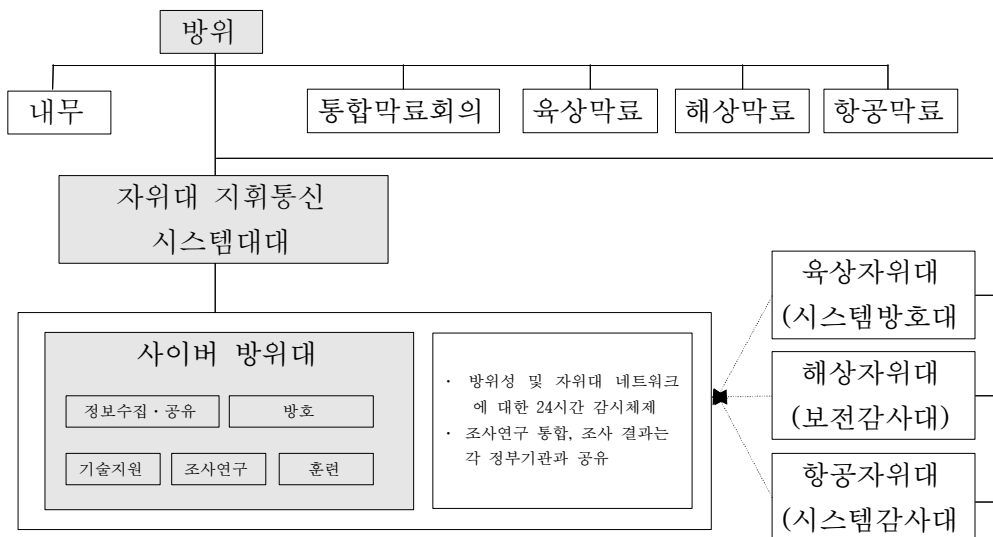 방위
내무
통합막료회의
육상막료
해상막료
항공막료
자위대 지휘통신
시스템대대
사이버 방위대
정보수집·공유
방호
기술지원
조사연구
훈련
· 방위성 및 자위대 네트워크
에 대한 24시간 감시체제
· 조사연구 통합, 조사 결과는
각 정부기관과 공유
육상자위대
(시스템방호대
해상자위대
(보전감사대)
항공자위대
(시스템감사대